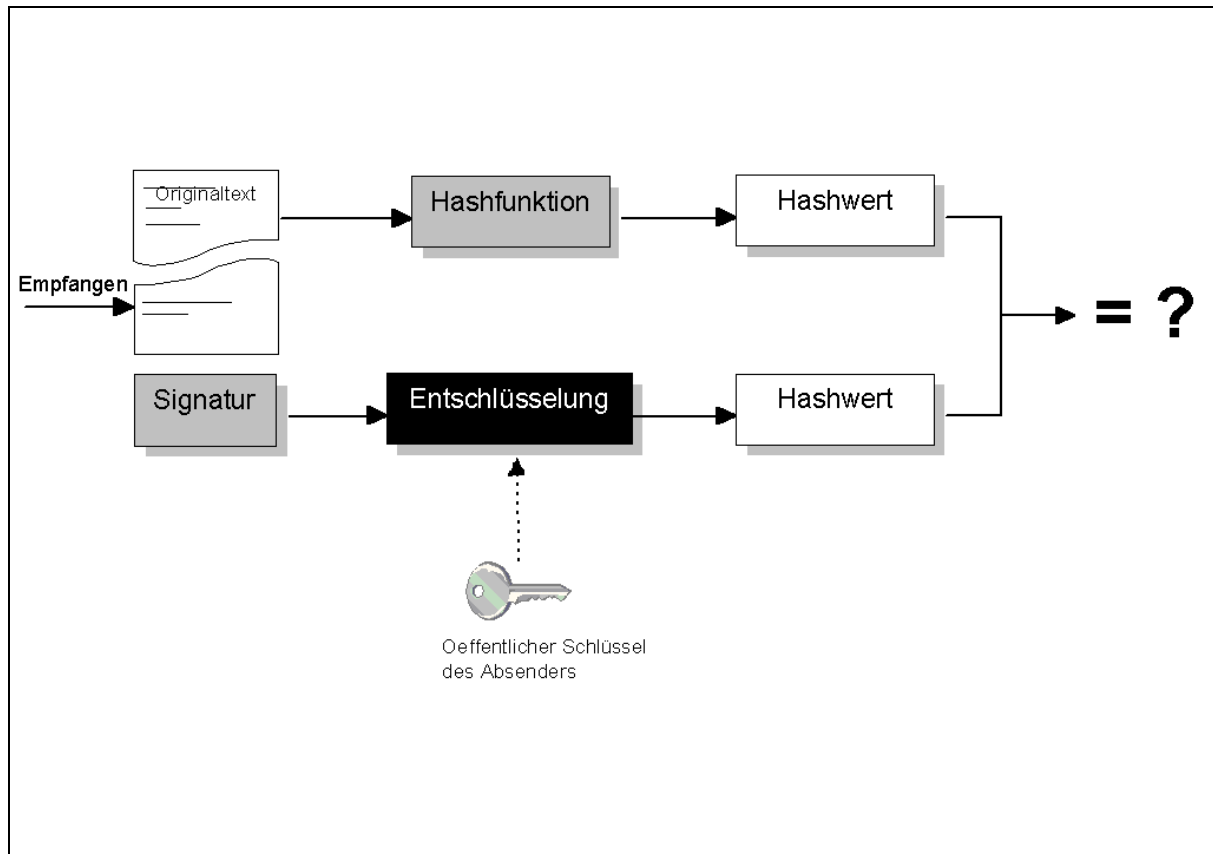 Originaltext
Hashfunktion
Hashwert
Empfangen
= ?
Signatur
Entschlüsselung
Hashwert
Oeffentlicher Schlüssel
des Absenders